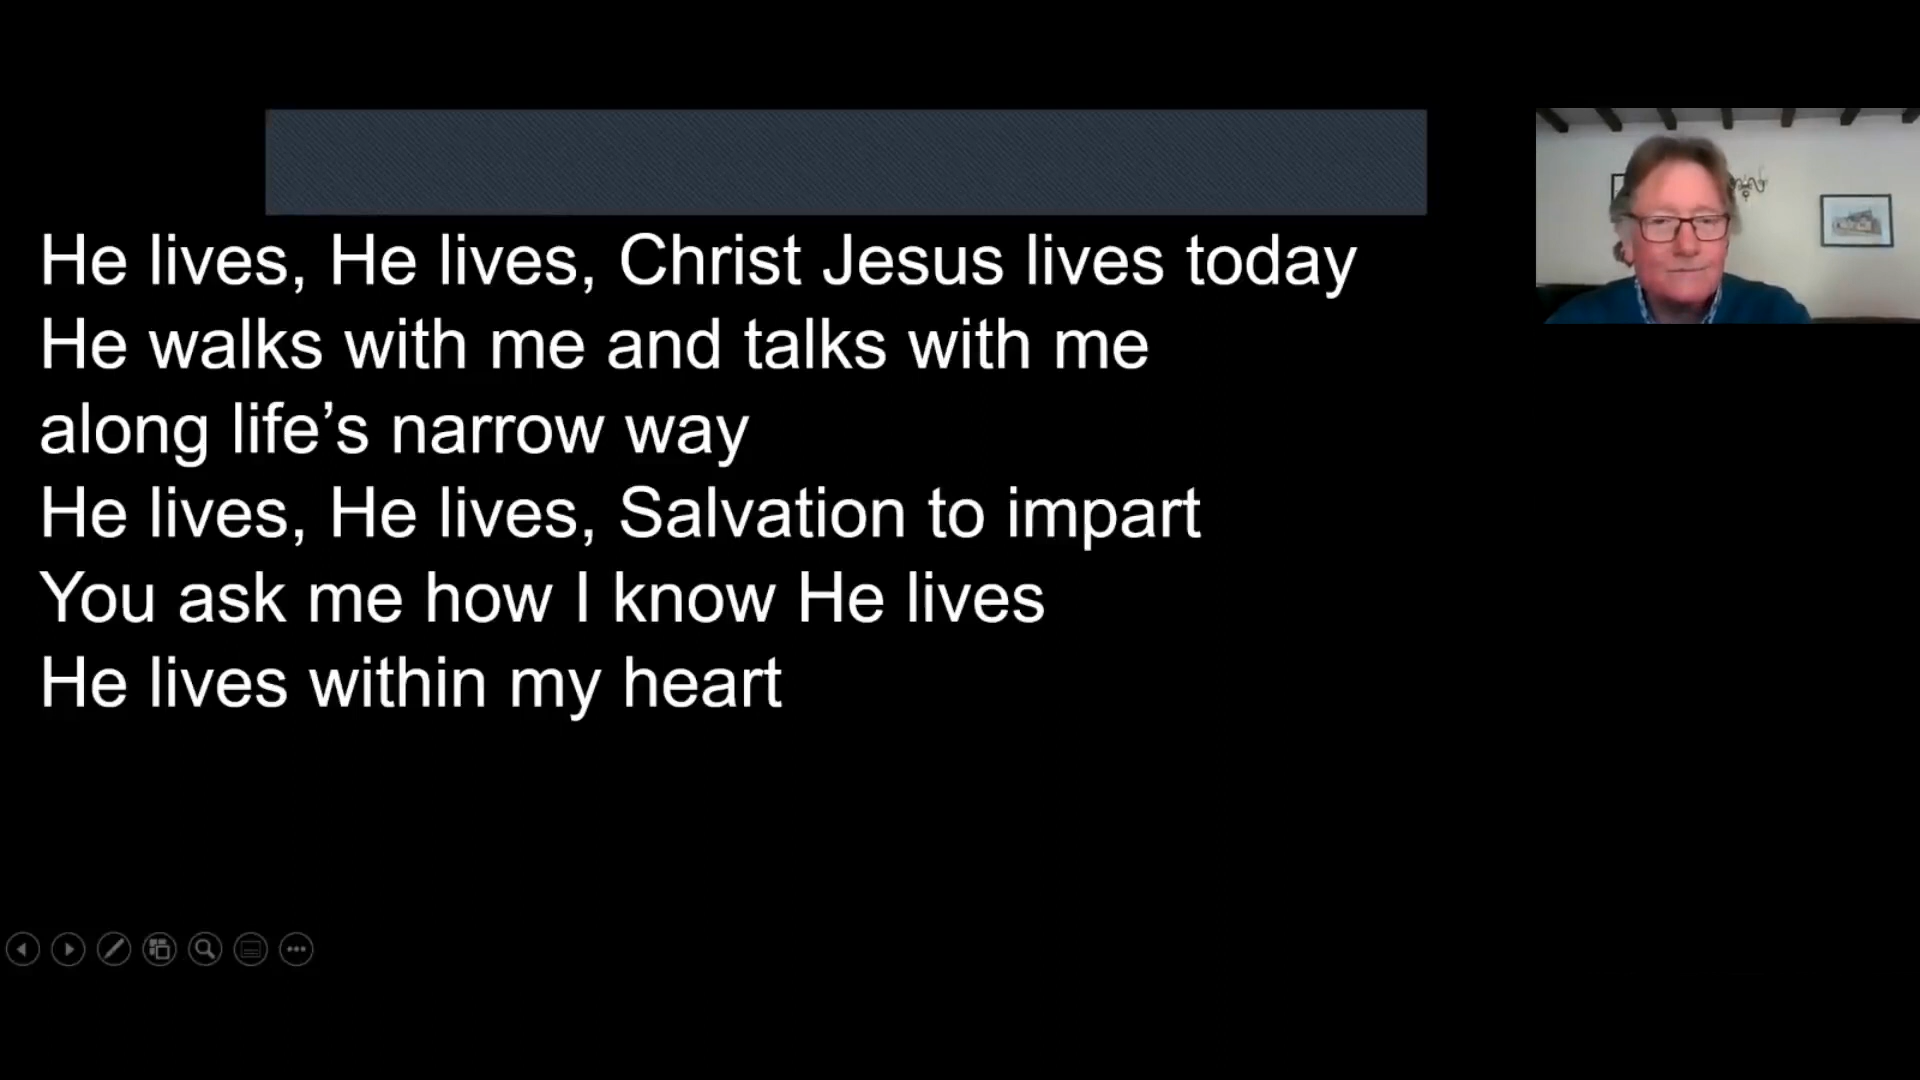 He lives, He lives, Christ Jesus lives today
He walks with me and talks with me
along life’s narrow way
He lives, He lives, Salvation to impart
You ask me how I know He lives
He lives within my heart